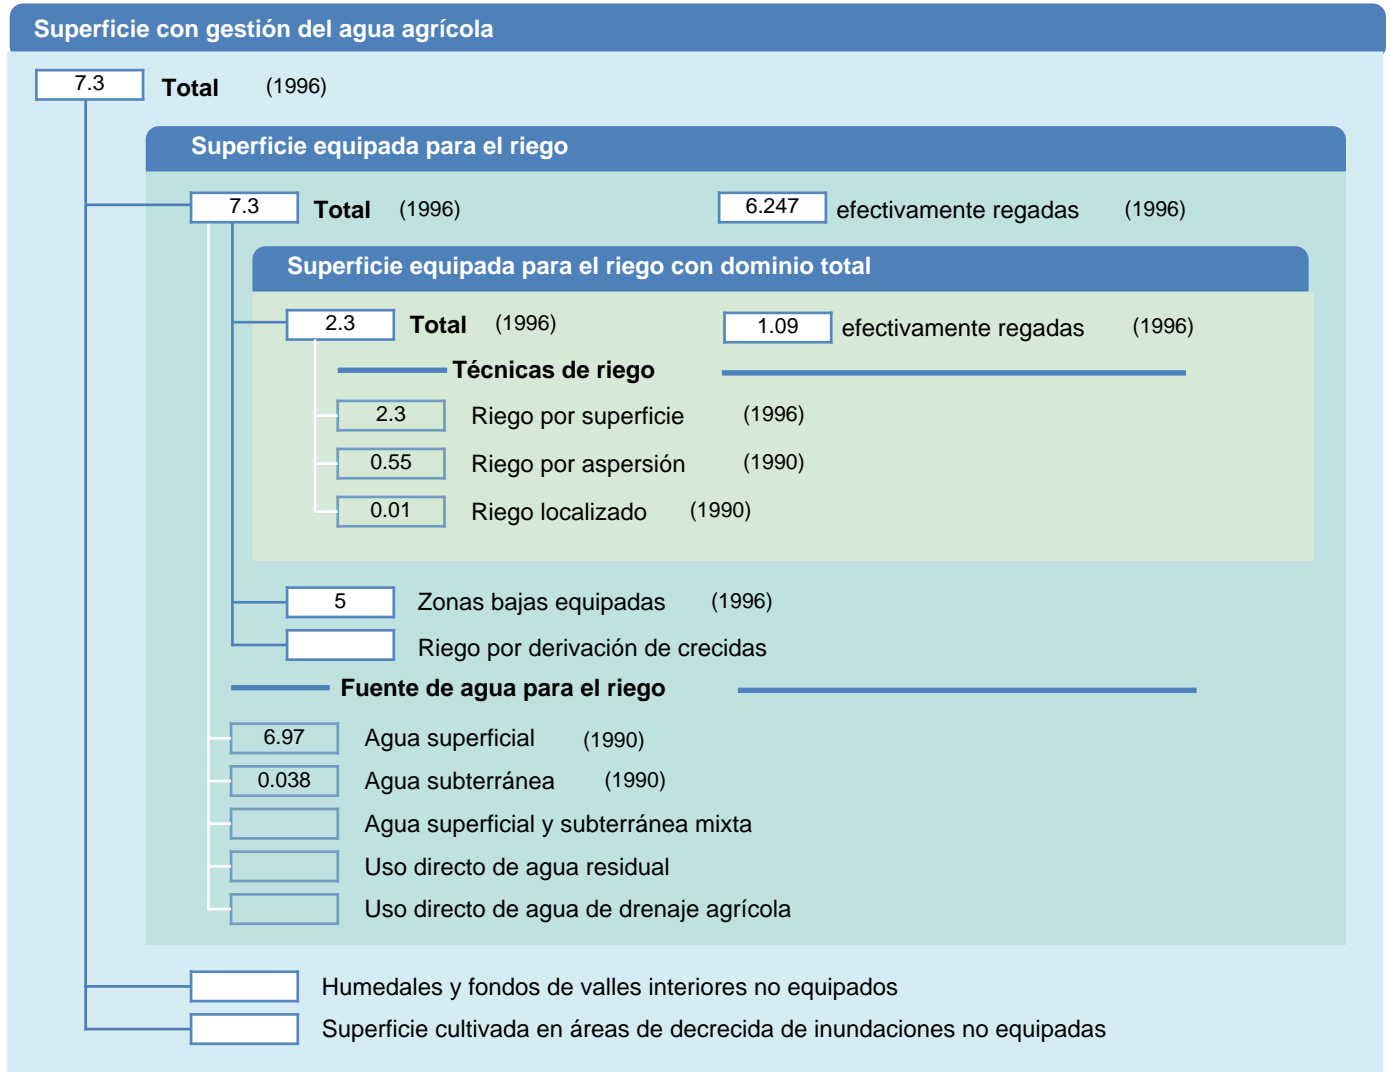 Superficie con gestión del agua agrícola
7.3 Total (1996)
Superficie equipada para el riego
7.3 Total (1996) 6.247 efectivamente regadas (1996)
Superficie equipada para el riego con dominio total
2.3 Total (1996) 1.09 efectivamente regadas (1996)
Técnicas de riego
2.3 Riego por superficie (1996)
0.55 Riego por aspersión (1990)
0.01 Riego localizado (1990)
5 Zonas bajas equipadas (1996)
Riego por derivación de crecidas
Fuente de agua para el riego
6.97 Agua superficial (1990)
0.038 Agua subterránea (1990)
Agua superficial y subterránea mixta
Uso directo de agua residual
Uso directo de agua de drenaje agrícola
Humedales y fondos de valles interiores no equipados
Superficie cultivada en áreas de decrecida de inundaciones no equipadas